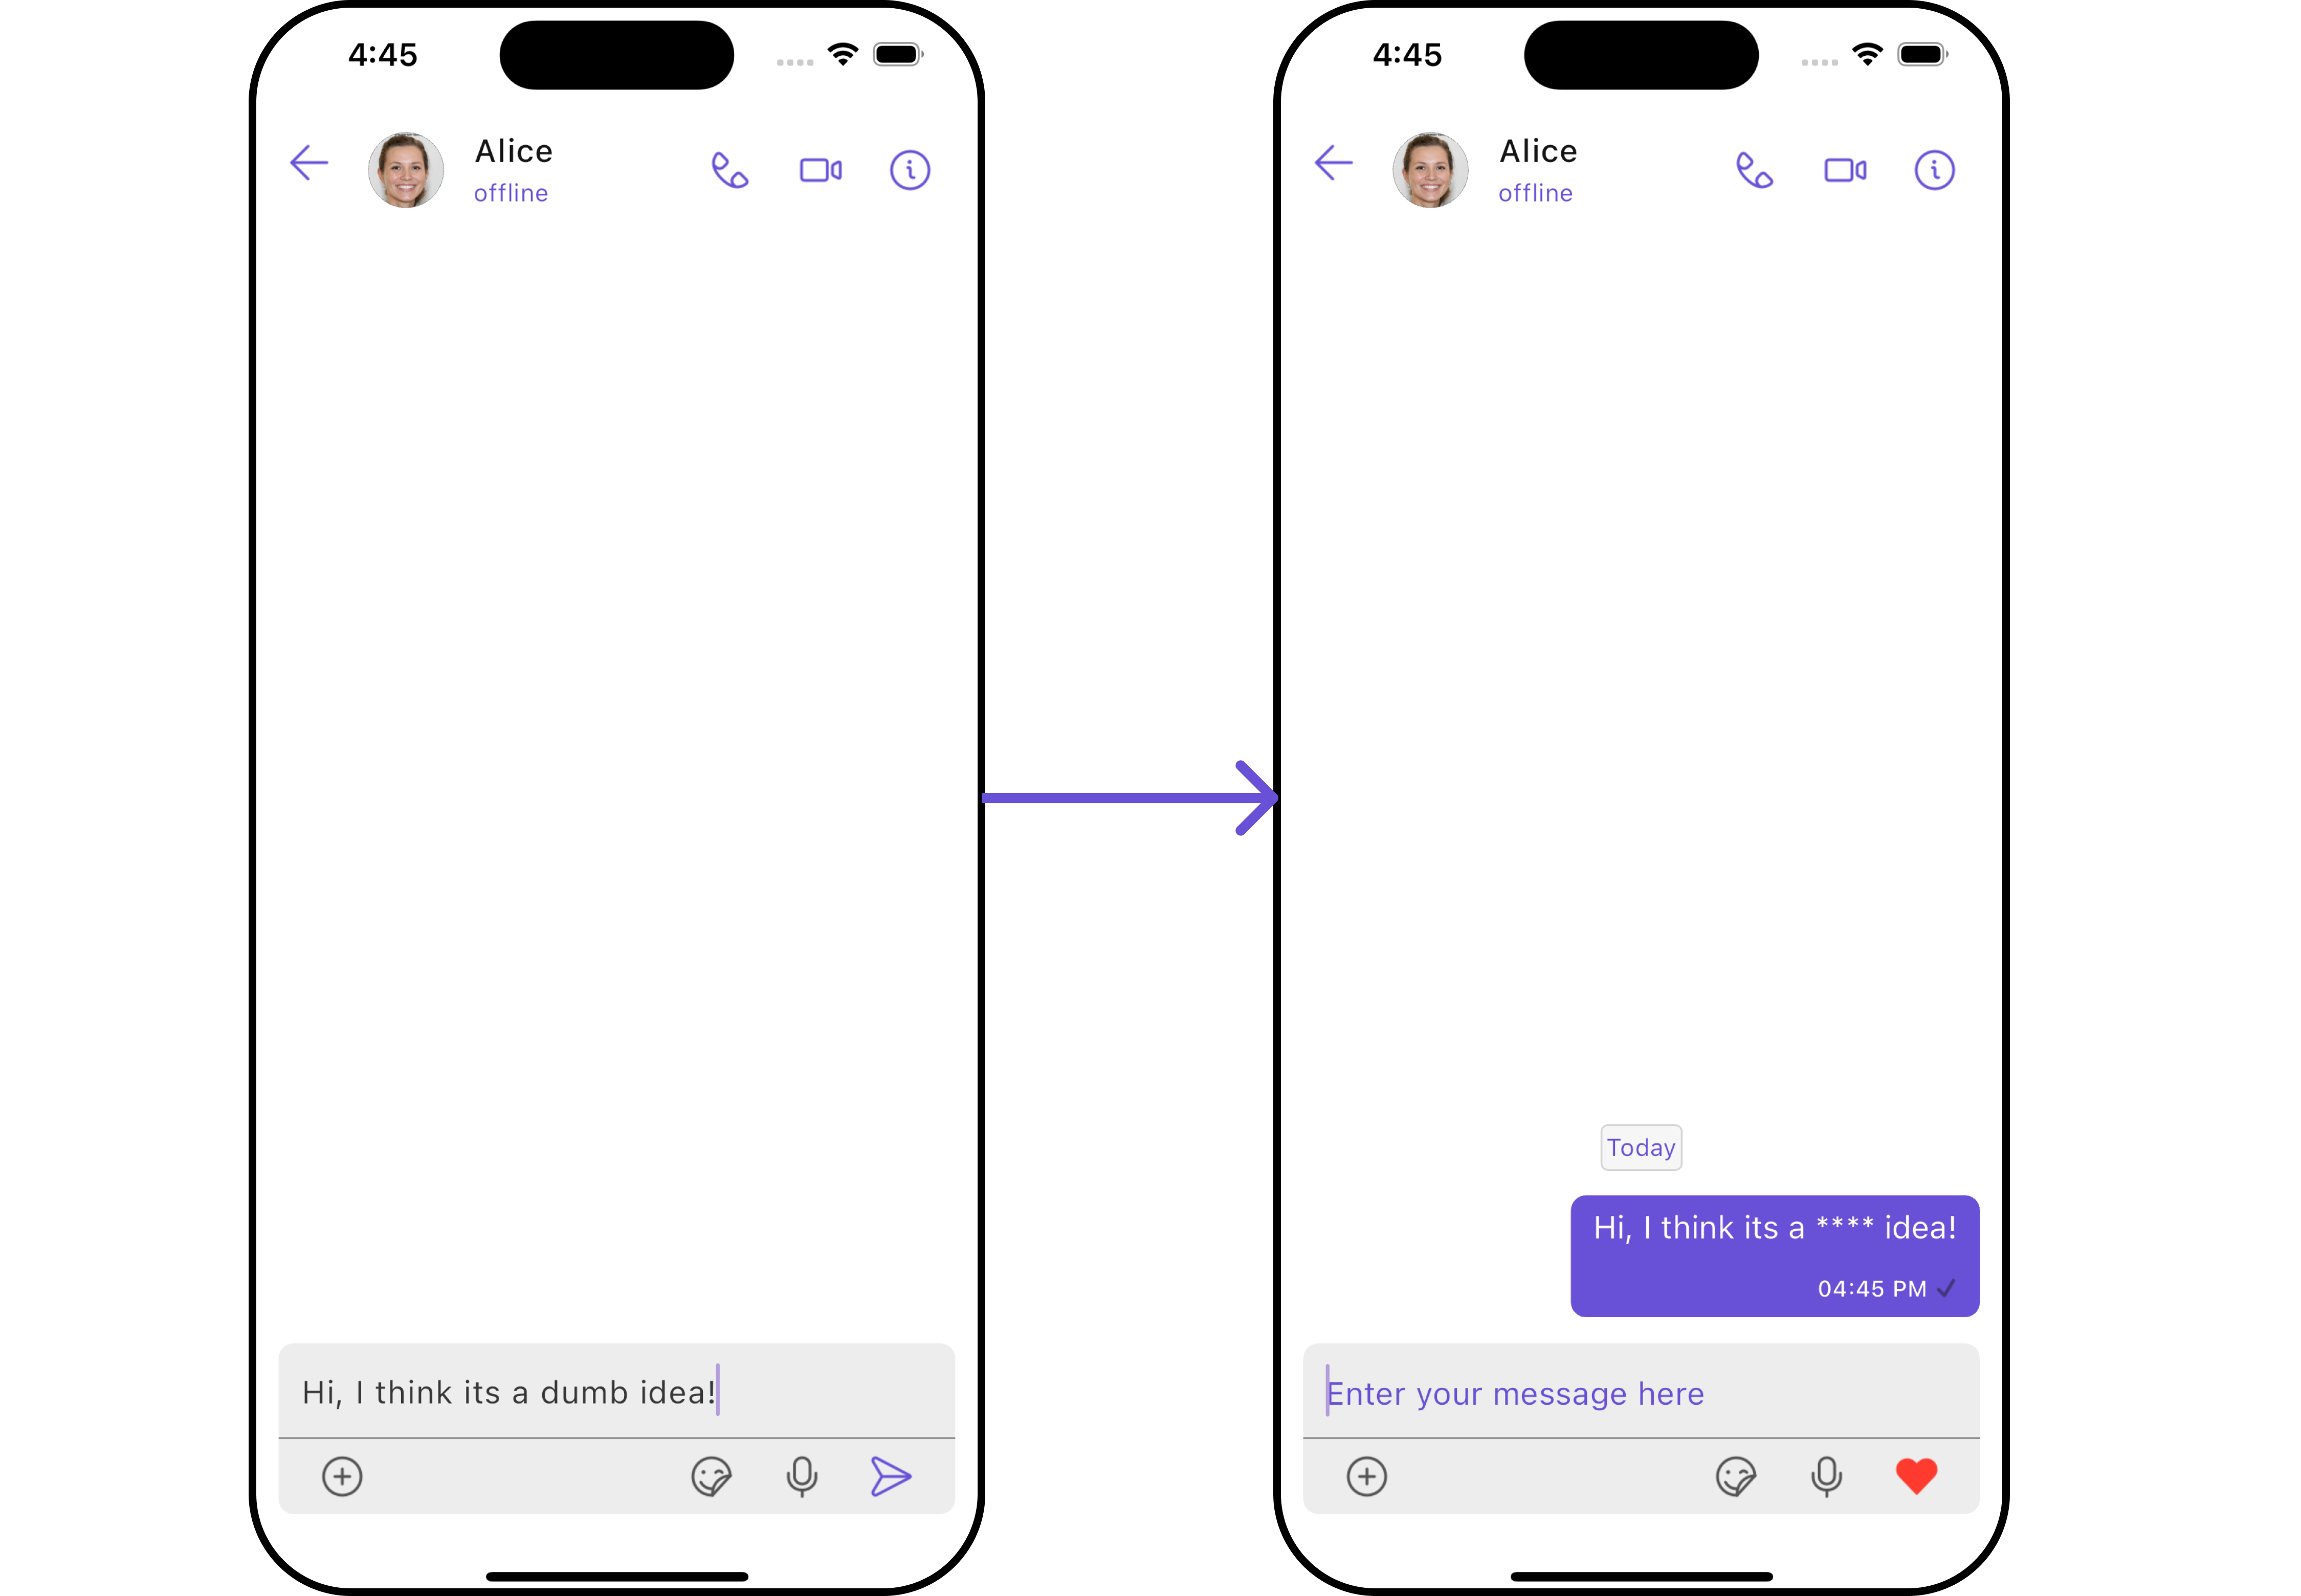 4:45
Alice
offline
Hi, I think its a dumb idea!
4:45
Alice
offline
Today
Hi, I think its a **** idea!
04:45 PM
Enter your message here